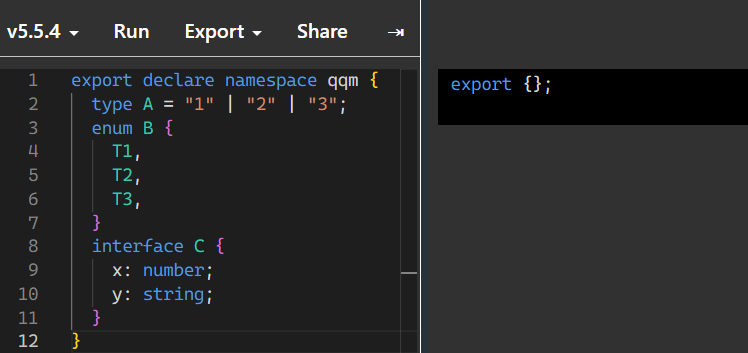 v5.5.4 Run Export Share
1 export declare namespace qqm {
2 type A = "1" | "2" | "3";
3 enum B {
4 T1,
5 T2,
6 T3,
7 }
8 interface C {
9 x: number;
10 y: string;
11 }
12 }
export {};